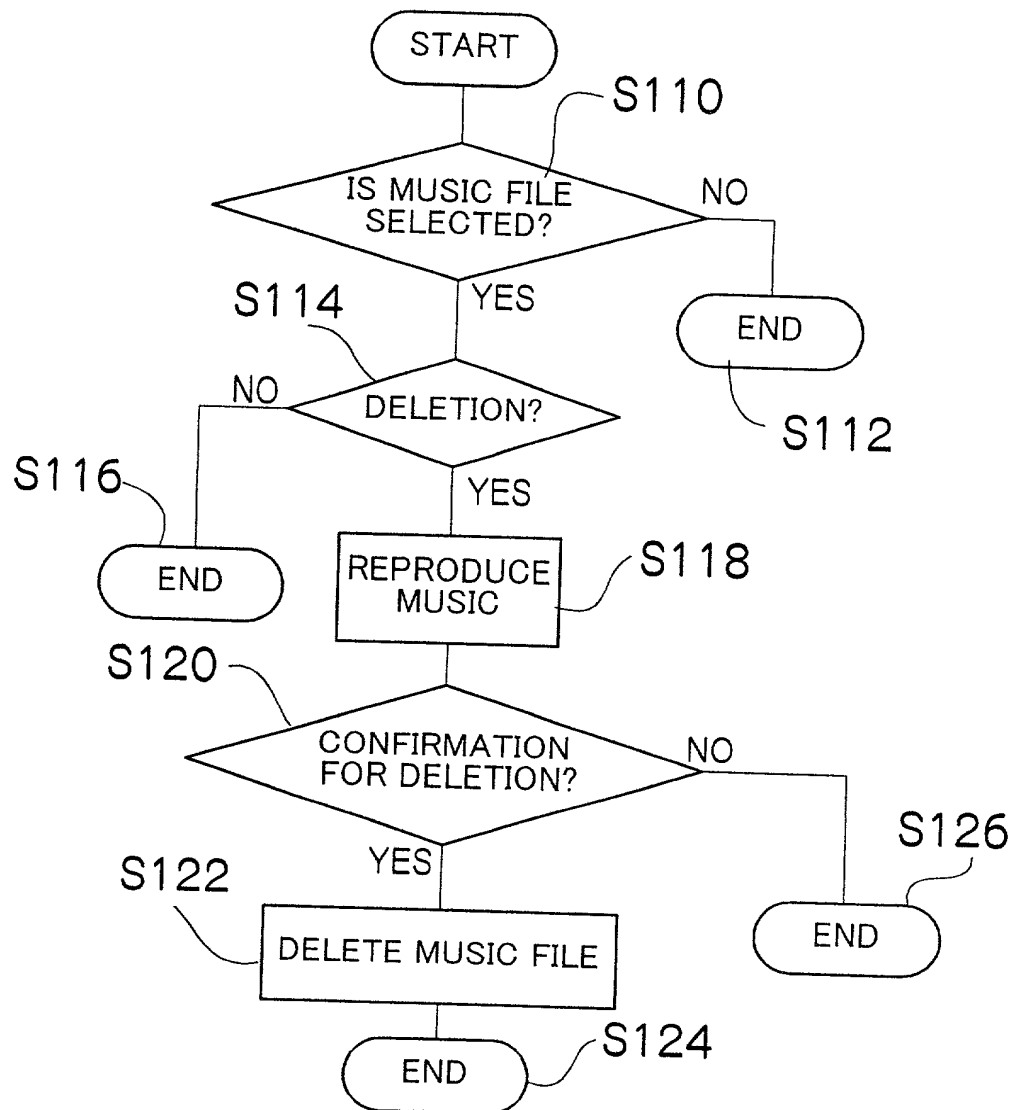 START
S110
IS MUSIC FILE
SELECTED?
NO
YES
END
S112
S114
DELETION?
NO
YES
S116
END
REPRODUCE
MUSIC
S118
S120
CONFIRMATION
FOR DELETION?
NO
YES
S126
END
S122
DELETE MUSIC FILE
S124
END